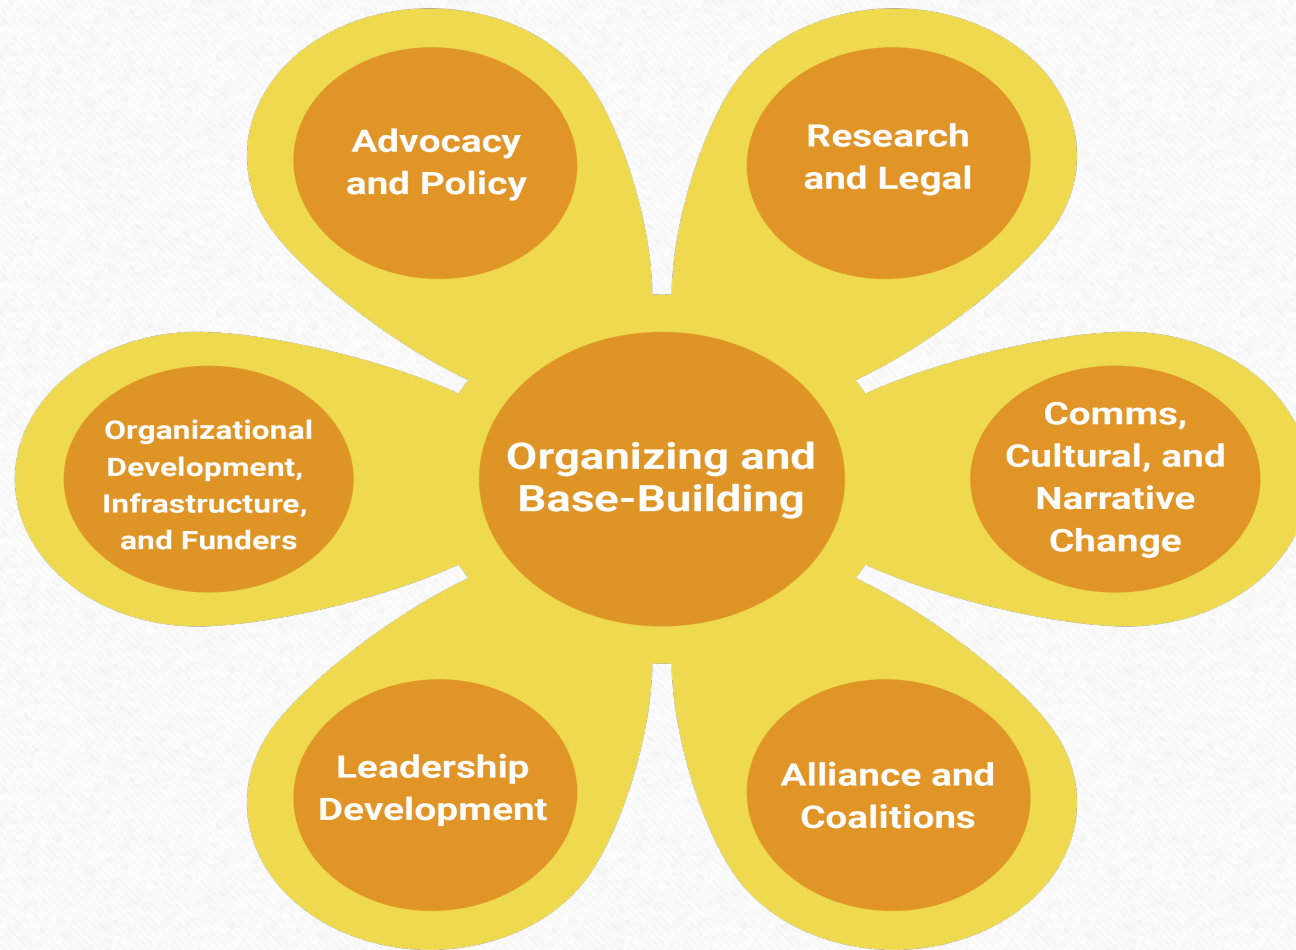 Advocacy
and Policy
Research
and Legal
Organizational
Development,
Infrastructure,
and Funders
Organizing and
Base-Building
Comms,
Cultural, and
Narrative
Change
Leadership
Development
Alliance and
Coalitions